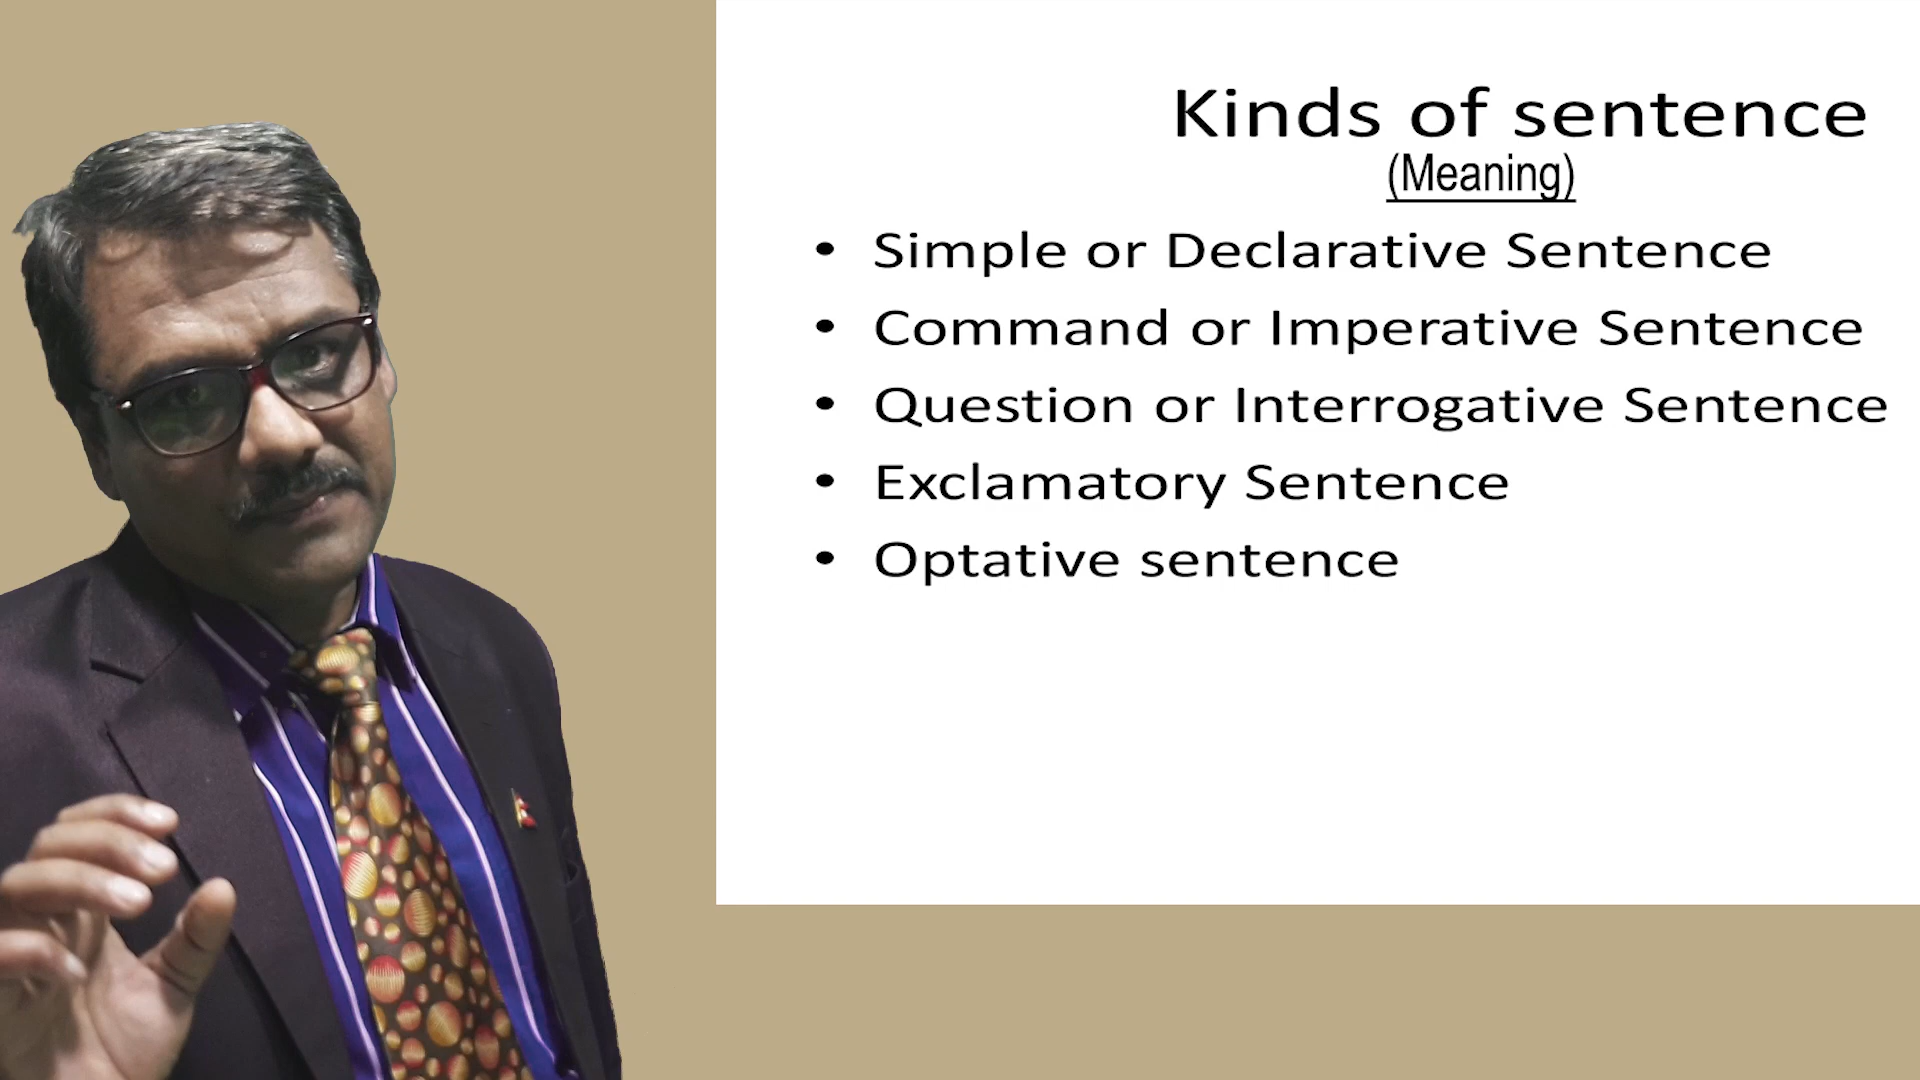 Kinds of sentence
(Meaning)
• Simple or Declarative Sentence
• Command or Imperative Sentence
• Question or Interrogative Sentence
• Exclamatory Sentence
• Optative sentence